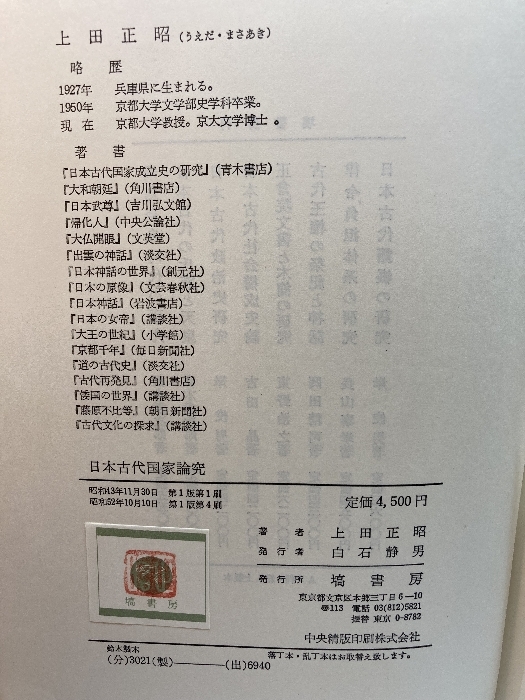 上田正昭（うえだ・まさあき）
略歴
1927年 兵庫県に生まれる。
1950年 京都大学文学部史学科卒業。
現在 京都大学教授。京大文学博士。
著書
『日本古代国家成立史の研究』（青木書店）
『大和朝廷』（角川書店）
『日本武尊』（吉川弘文館）
『帰化人』（中央公論社）
『大仏開眼』（文英堂）
『出雲の神話』（淡交社）
『日本神話の世界』（創元社）
『日本の原像』（文芸春秋社）
『日本神話』（岩波書店）
『日本の女帝』（講談社）
『大王の世紀』（小学館）
『京都千年』（毎日新聞社）
『道の古代史』（淡交社）
『古代再発見』（角川書店）
『倭国の世界』（講談社）
『藤原不比等』（朝日新聞社）
『古代文化の探求』（講談社）
日本古代国家論究
昭和43年11月30日 第1版第1刷
昭和52年10月10日 第1版第4刷
定価4,500円
著者 上田正昭
発行者 白石静男
発行所 塙書房
東京都文京区本郷三丁目6—10
☎113 電話 03(812)5821
振替 東京 0-8782
塙書房
中央精版印刷株式会社
鈴木製本
落丁本・乱丁本はお取替え致します。
(分)3021(製)———(出)6940